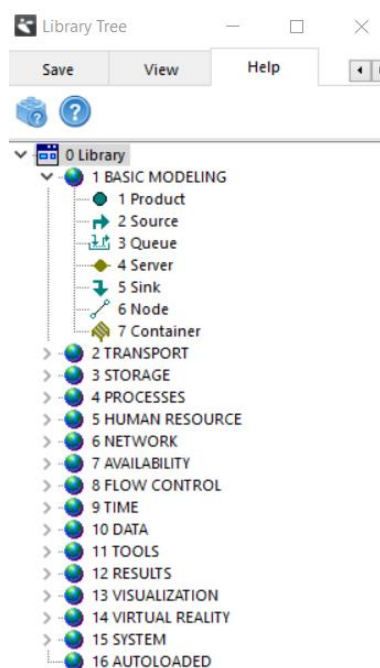 Library Tree
Save View Help
0 Library
1 BASIC MODELING
1 Product
2 Source
3 Queue
4 Server
5 Sink
6 Node
7 Container
2 TRANSPORT
3 STORAGE
4 PROCESSES
5 HUMAN RESOURCE
6 NETWORK
7 AVAILABILITY
8 FLOW CONTROL
9 TIME
10 DATA
11 TOOLS
12 RESULTS
13 VISUALIZATION
14 VIRTUAL REALITY
15 SYSTEM
16 AUTOLOADED